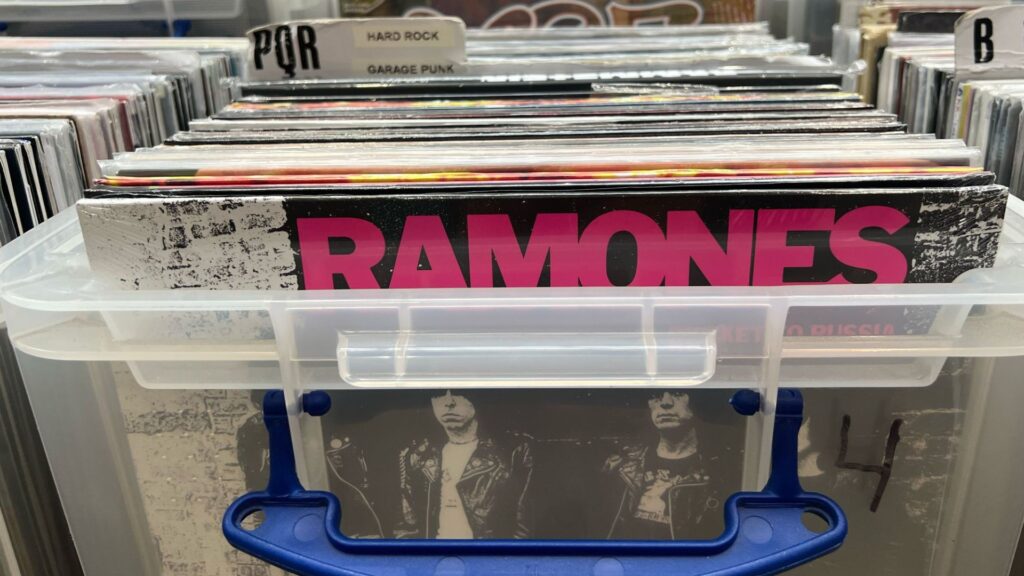 PQR
HARD ROCK
GARAGE PUNK
B
RAMONES
ROCKET TO RUSSIA
4